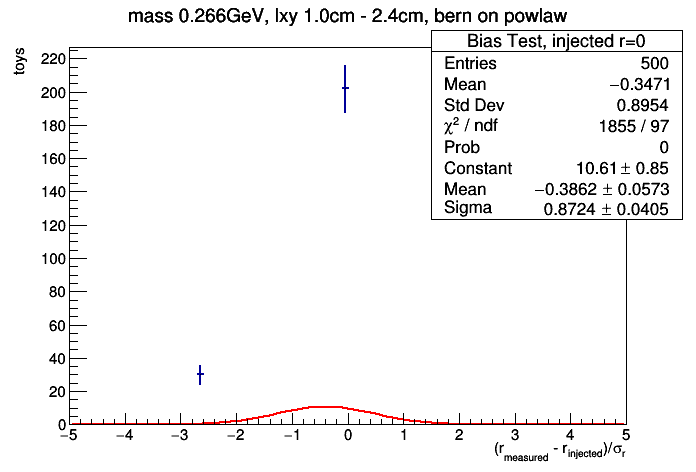 mass 0.266GeV, lxy 1.0cm - 2.4cm, bern on powlaw
Bias Test, injected r=0
Entries 500
Mean −0.3471
Std Dev 0.8954
χ² / ndf 1855 / 97
Prob 0
Constant 10.61 ± 0.85
Mean −0.3862 ± 0.0573
Sigma 0.8724 ± 0.0405
toys
220
200
180
160
140
120
100
80
60
40
20
0
−5 −4 −3 −2 −1 0 1 2 3 4 5
(r_measured - r_injected)/σ_r